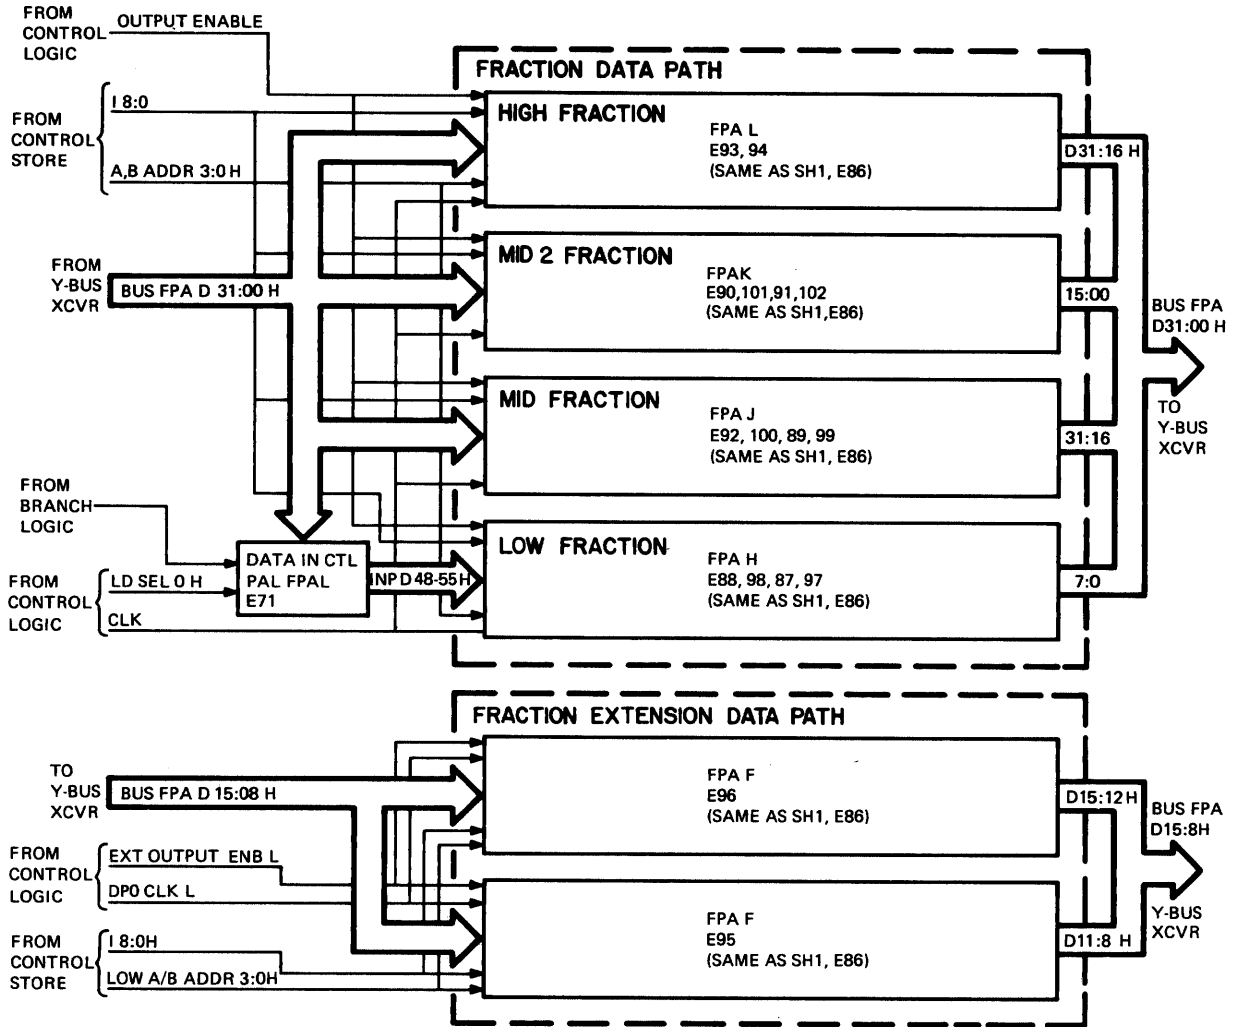 FROM
CONTROL
LOGIC
OUTPUT ENABLE
FRACTION DATA PATH
I 8:0
FROM
CONTROL
STORE
A,B ADDR 3:0 H
HIGH FRACTION
FPA L
E93, 94
(SAME AS SH1, E86)
D31:16 H
FROM
Y-BUS
XCVR
BUS FPA D 31:00 H
MID 2 FRACTION
FPAK
E90,101,91,102
(SAME AS SH1,E86)
15:00
BUS FPA
D31:00 H
TO
Y-BUS
XCVR
MID FRACTION
FPA J
E92, 100, 89, 99
(SAME AS SH1, E86)
31:16
FROM
BRANCH
LOGIC
FROM
CONTROL
LOGIC
LD SEL 0 H
CLK
DATA IN CTL
PAL FPAL
E71
INP D 48-55 H
LOW FRACTION
FPA H
E88, 98, 87, 97
(SAME AS SH1, E86)
7:0
FRACTION EXTENSION DATA PATH
TO
Y-BUS
XCVR
BUS FPA D 15:08 H
FPA F
E96
(SAME AS SH1, E86)
D15:12 H
BUS FPA
D15:8H
Y-BUS
XCVR
FROM
CONTROL
LOGIC
EXT OUTPUT ENB L
DPO CLK L
FROM
CONTROL
STORE
I 8:0H
LOW A/B ADDR 3:0H
FPA F
E95
(SAME AS SH1, E86)
D11:8 H